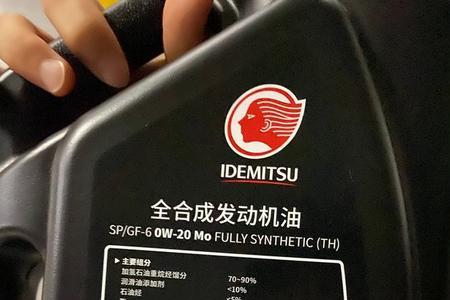 IDEMITSU
全合成发动机油
SP/GF-6 0W-20 Mo FULLY SYNTHETIC (TH)
▶ 主要组分
加氢石油重烷烃馏分 70~90%
润滑油添加剂 <10%
石油烃 <5%